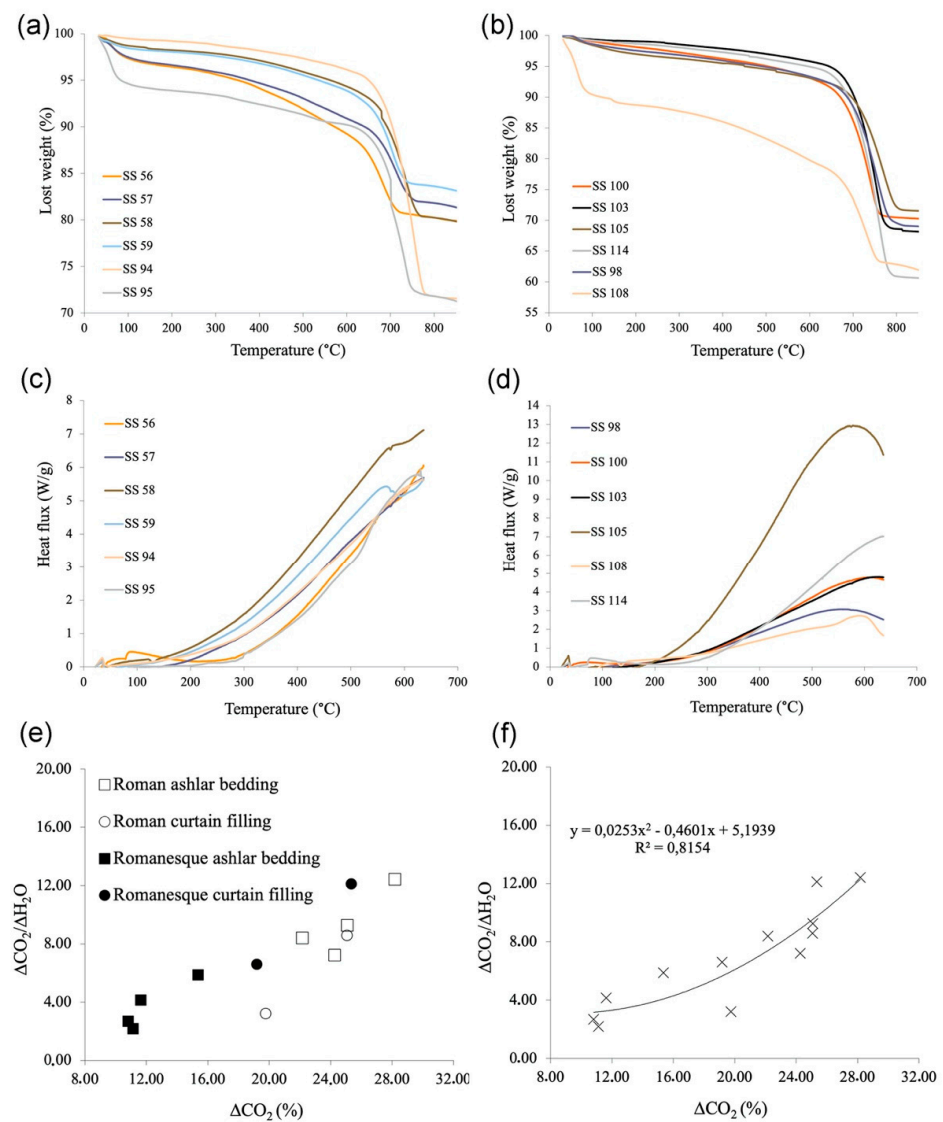 (a)
100
95
90
85
80
75
70
Lost weight (%)
SS 56
SS 57
SS 58
SS 59
SS 94
SS 95
0 100 200 300 400 500 600 700 800
Temperature (°C)
(b)
100
95
90
85
80
75
70
65
60
55
Lost weight (%)
SS 100
SS 103
SS 105
SS 114
SS 98
SS 108
0 100 200 300 400 500 600 700 800
Temperature (°C)
(c)
8
7
6
5
4
3
2
1
0
Heat flux (W/g)
SS 56
SS 57
SS 58
SS 59
SS 94
SS 95
0 100 200 300 400 500 600 700
Temperature (°C)
(d)
14
13
12
11
10
9
8
7
6
5
4
3
2
1
0
Heat flux (W/g)
SS 98
SS 100
SS 103
SS 105
SS 108
SS 114
0 100 200 300 400 500 600 700
Temperature (°C)
(e)
20.00
16.00
12.00
8.00
4.00
0.00
ΔCO₂/ΔH₂O
Roman ashlar bedding
Roman curtain filling
Romanesque ashlar bedding
Romanesque curtain filling
8.00 12.00 16.00 20.00 24.00 28.00 32.00
ΔCO₂ (%)
(f)
20.00
16.00
12.00
8.00
4.00
0.00
ΔCO₂/ΔH₂O
y = 0,0253x² - 0,4601x + 5,1939
R² = 0,8154
8.00 12.00 16.00 20.00 24.00 28.00 32.00
ΔCO₂ (%)